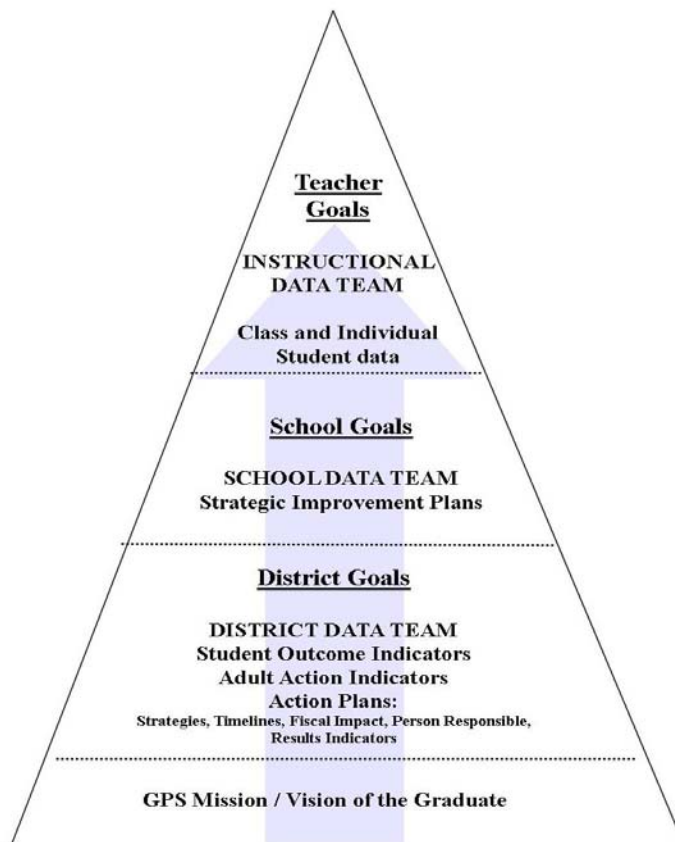 Teacher
Goals
INSTRUCTIONAL
DATA TEAM
Class and Individual
Student data
School Goals
SCHOOL DATA TEAM
Strategic Improvement Plans
District Goals
DISTRICT DATA TEAM
Student Outcome Indicators
Adult Action Indicators
Action Plans:
Strategies, Timelines, Fiscal Impact, Person Responsible,
Results Indicators
GPS Mission / Vision of the Graduate